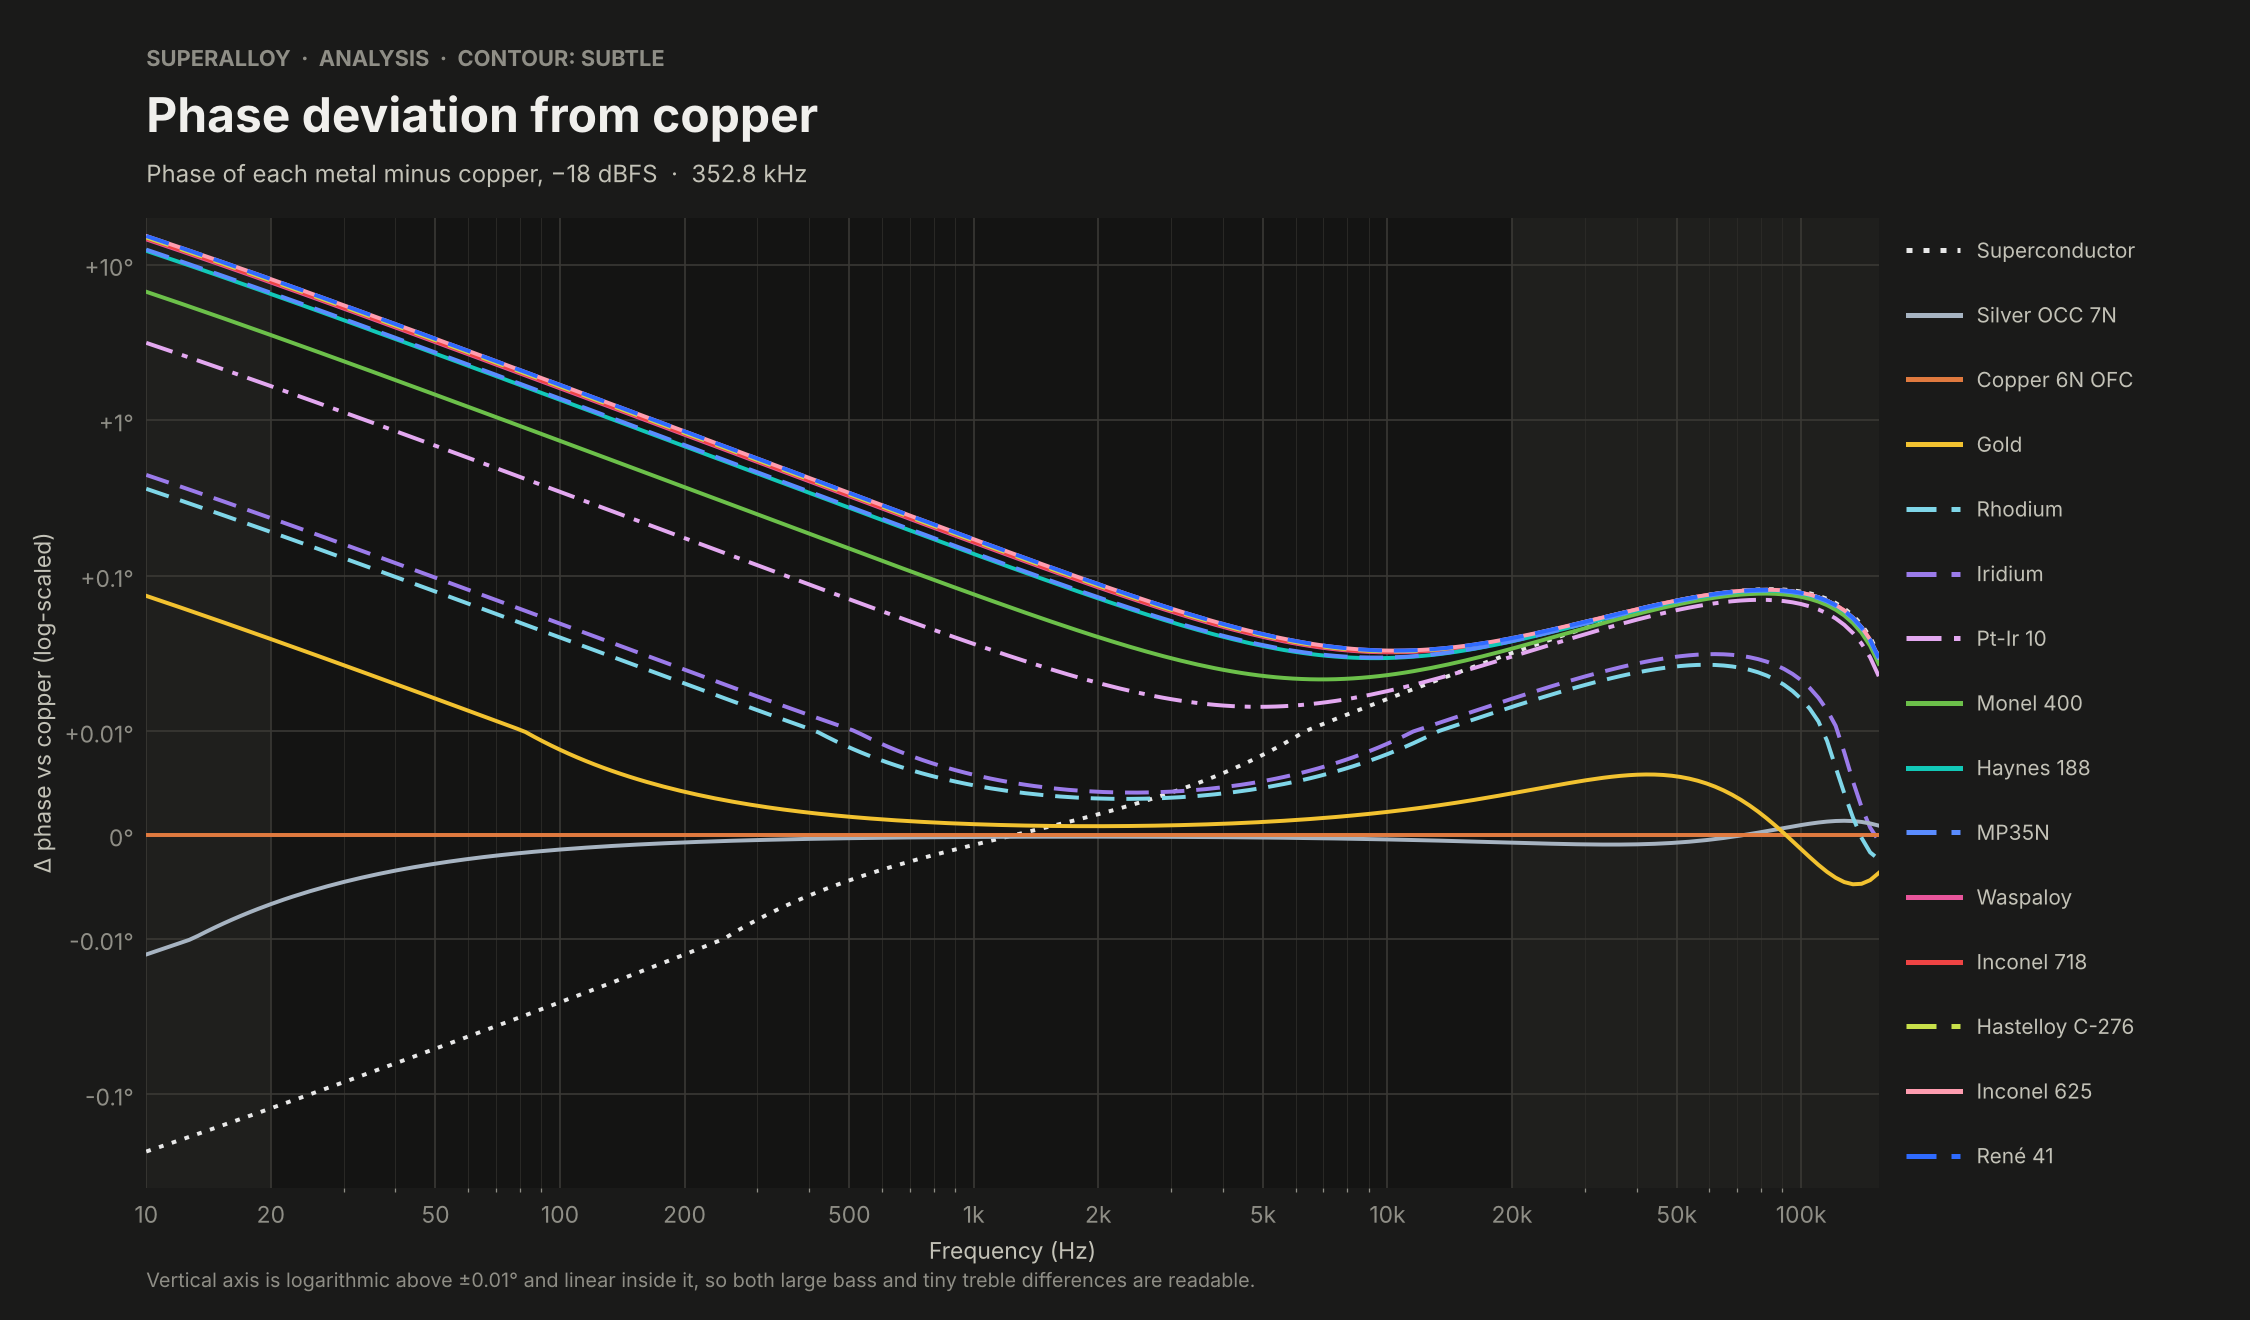 SUPERALLOY · ANALYSIS · CONTOUR: SUBTLE
Phase deviation from copper
Phase of each metal minus copper, −18 dBFS · 352.8 kHz
Δ phase vs copper (log-scaled)
+10°
+1°
+0.1°
+0.01°
0°
-0.01°
-0.1°
10 20 50 100 200 500 1k 2k 5k 10k 20k 50k 100k
Frequency (Hz)
Vertical axis is logarithmic above ±0.01° and linear inside it, so both large bass and tiny treble differences are readable.
Superconductor
Silver OCC 7N
Copper 6N OFC
Gold
Rhodium
Iridium
Pt-Ir 10
Monel 400
Haynes 188
MP35N
Waspaloy
Inconel 718
Hastelloy C-276
Inconel 625
René 41